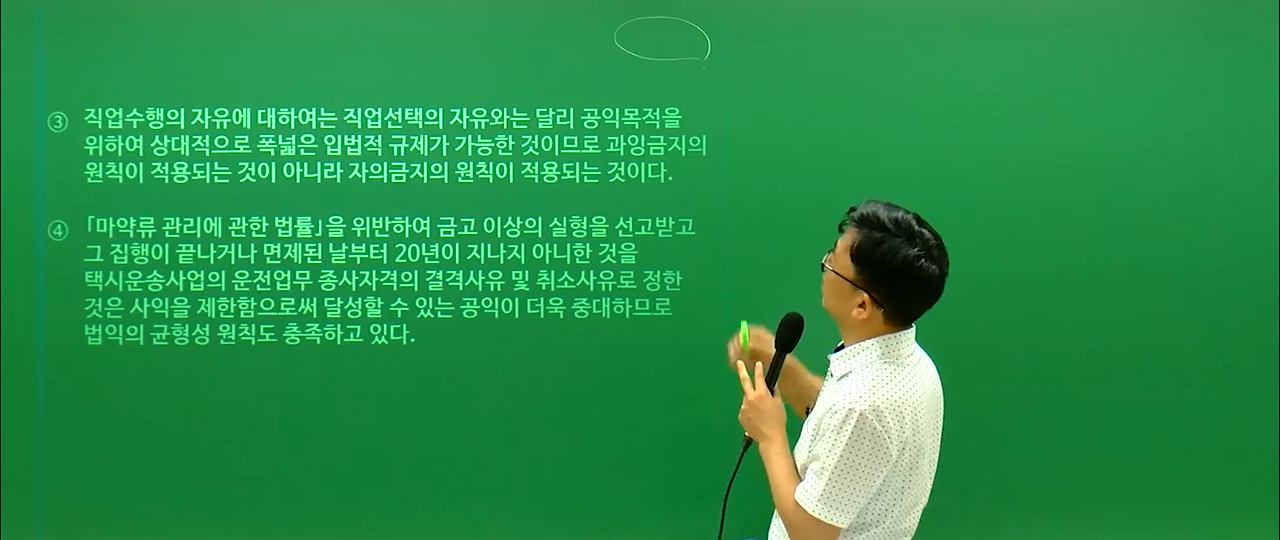 ③ 직업수행의 자유에 대하여는 직업선택의 자유와는 달리 공익목적을
위하여 상대적으로 폭넓은 입법적 규제가 가능한 것이므로 과잉금지의
원칙이 적용되는 것이 아니라 자의금지의 원칙이 적용되는 것이다.
④ 「마약류 관리에 관한 법률」을 위반하여 금고 이상의 실형을 선고받고
그 집행이 끝나거나 면제된 날부터 20년이 지나지 아니한 것을
택시운송사업의 운전업무 종사자격의 결격사유 및 취소사유로 정한
것은 사익을 제한함으로써 달성할 수 있는 공익이 더욱 중대하므로
법익의 균형성 원칙도 충족하고 있다.